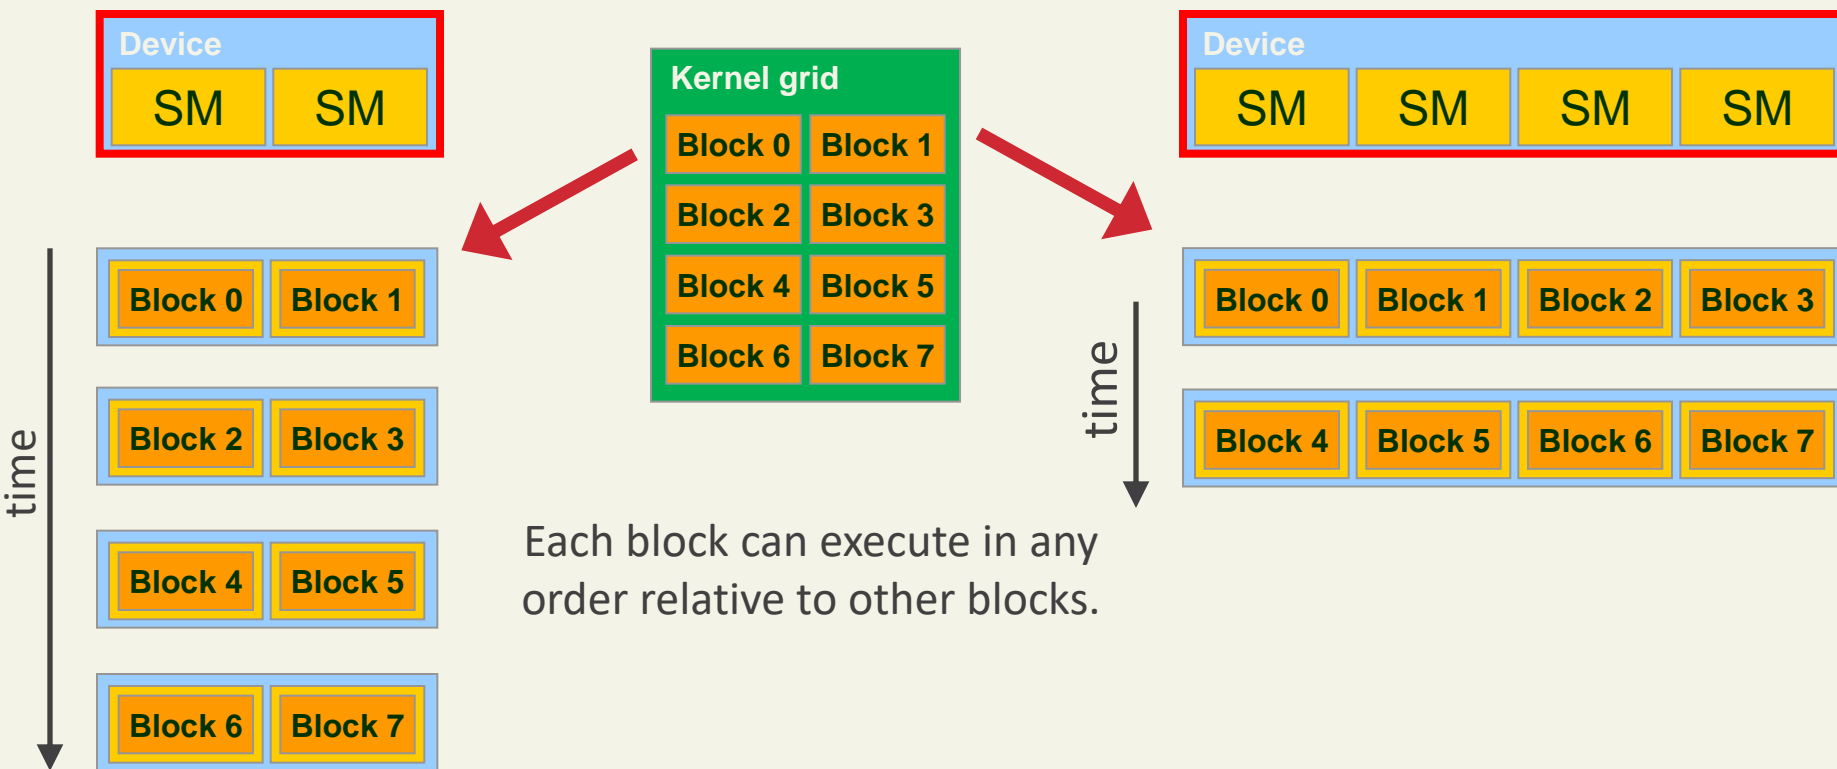 Device
SM SM
Kernel grid
Block 0 Block 1
Block 2 Block 3
Block 4 Block 5
Block 6 Block 7
Device
SM SM SM SM
time
Block 0 Block 1
Block 2 Block 3
Block 4 Block 5
Block 6 Block 7
time
Block 0 Block 1 Block 2 Block 3
Block 4 Block 5 Block 6 Block 7
Each block can execute in any
order relative to other blocks.